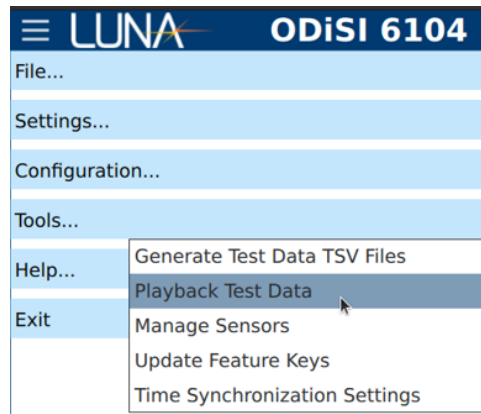 LUNA ODiSI 6104
File...
Settings...
Configuration...
Tools...
Generate Test Data TSV Files
Help...
Playback Test Data
Exit
Manage Sensors
Update Feature Keys
Time Synchronization Settings